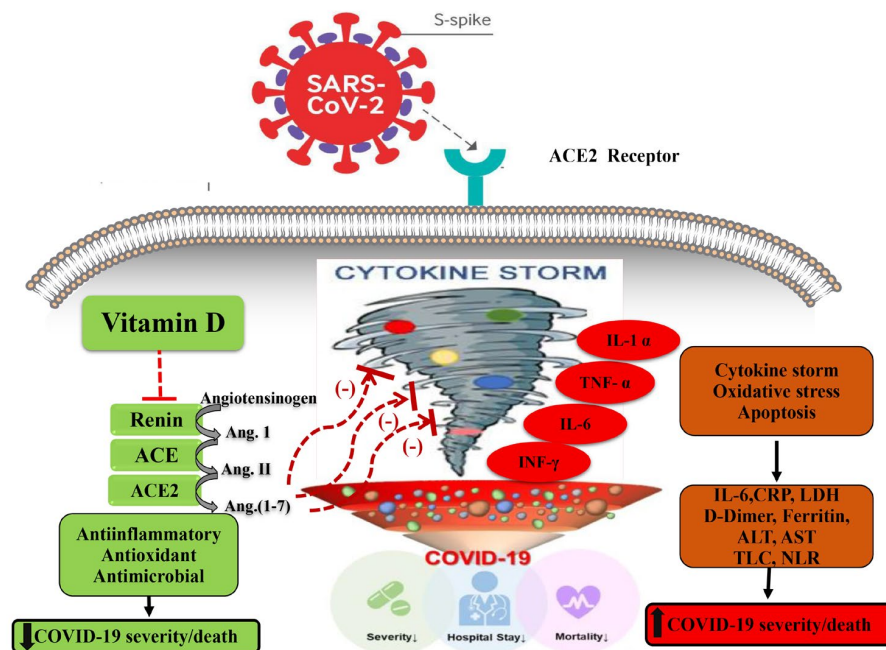 S-spike
SARS-
CoV-2
ACE2 Receptor
CYTOKINE STORM
Vitamin D
Renin
ACE
ACE2
Angiotensinogen
Ang. 1
Ang. II
Ang.(1-7)
(-)
(-)
(-)
IL-1 α
TNF- α
IL-6
INF-γ
Antiinflammatory
Antioxidant
Antimicrobial
COVID-19 severity/death
COVID-19
Severity↓
Hospital Stay↓
Mortality↓
Cytokine storm
Oxidative stress
Apoptosis
IL-6,CRP, LDH
D-Dimer, Ferritin,
ALT, AST
TLC, NLR
COVID-19 severity/death